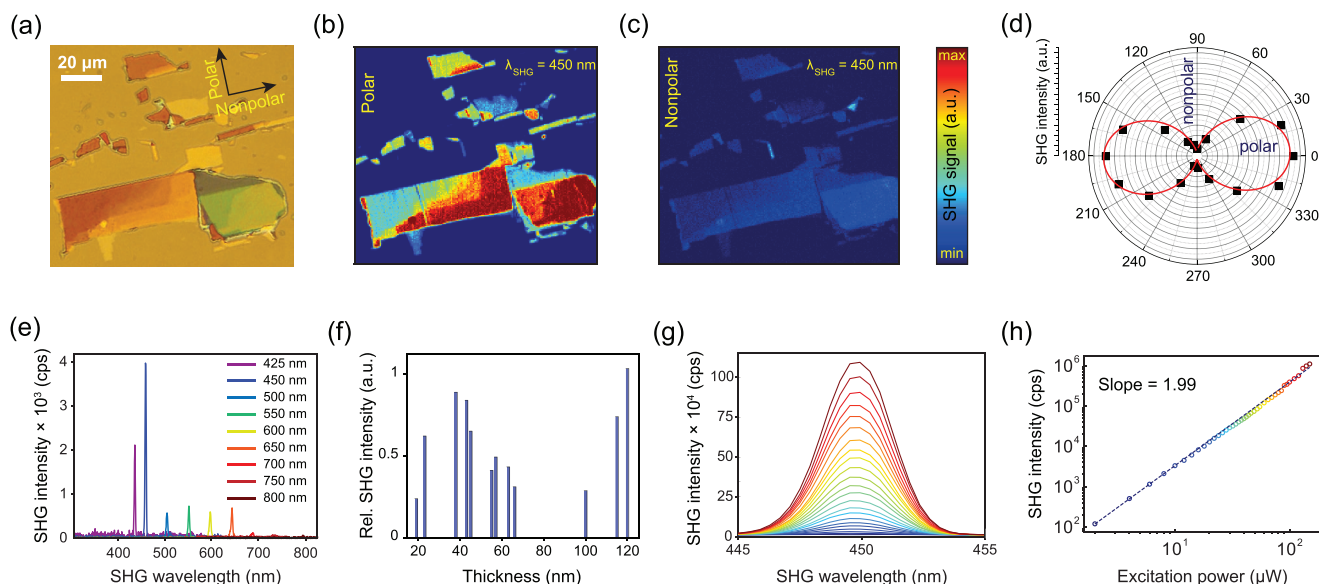 (a)
20 μm
Polar
Nonpolar
(b)
λSHG = 450 nm
Polar
(c)
λSHG = 450 nm
Nonpolar
max
SHG signal (a.u.)
min
(d)
SHG intensity (a.u.)
90
60
30
0
330
300
270
240
210
180
150
120
nonpolar
polar
(e)
SHG intensity × 10³ (cps)
4
3
2
1
0
400 500 600 700 800
SHG wavelength (nm)
425 nm
450 nm
500 nm
550 nm
600 nm
650 nm
700 nm
750 nm
800 nm
(f)
Rel. SHG intensity (a.u.)
1
0.5
0
20 40 60 80 100 120
Thickness (nm)
(g)
SHG intensity × 10⁴ (cps)
100
75
50
25
0
445 450 455
SHG wavelength (nm)
(h)
SHG intensity (cps)
10⁶
10⁵
10⁴
10³
10²
Slope = 1.99
10¹ 10²
Excitation power (μW)